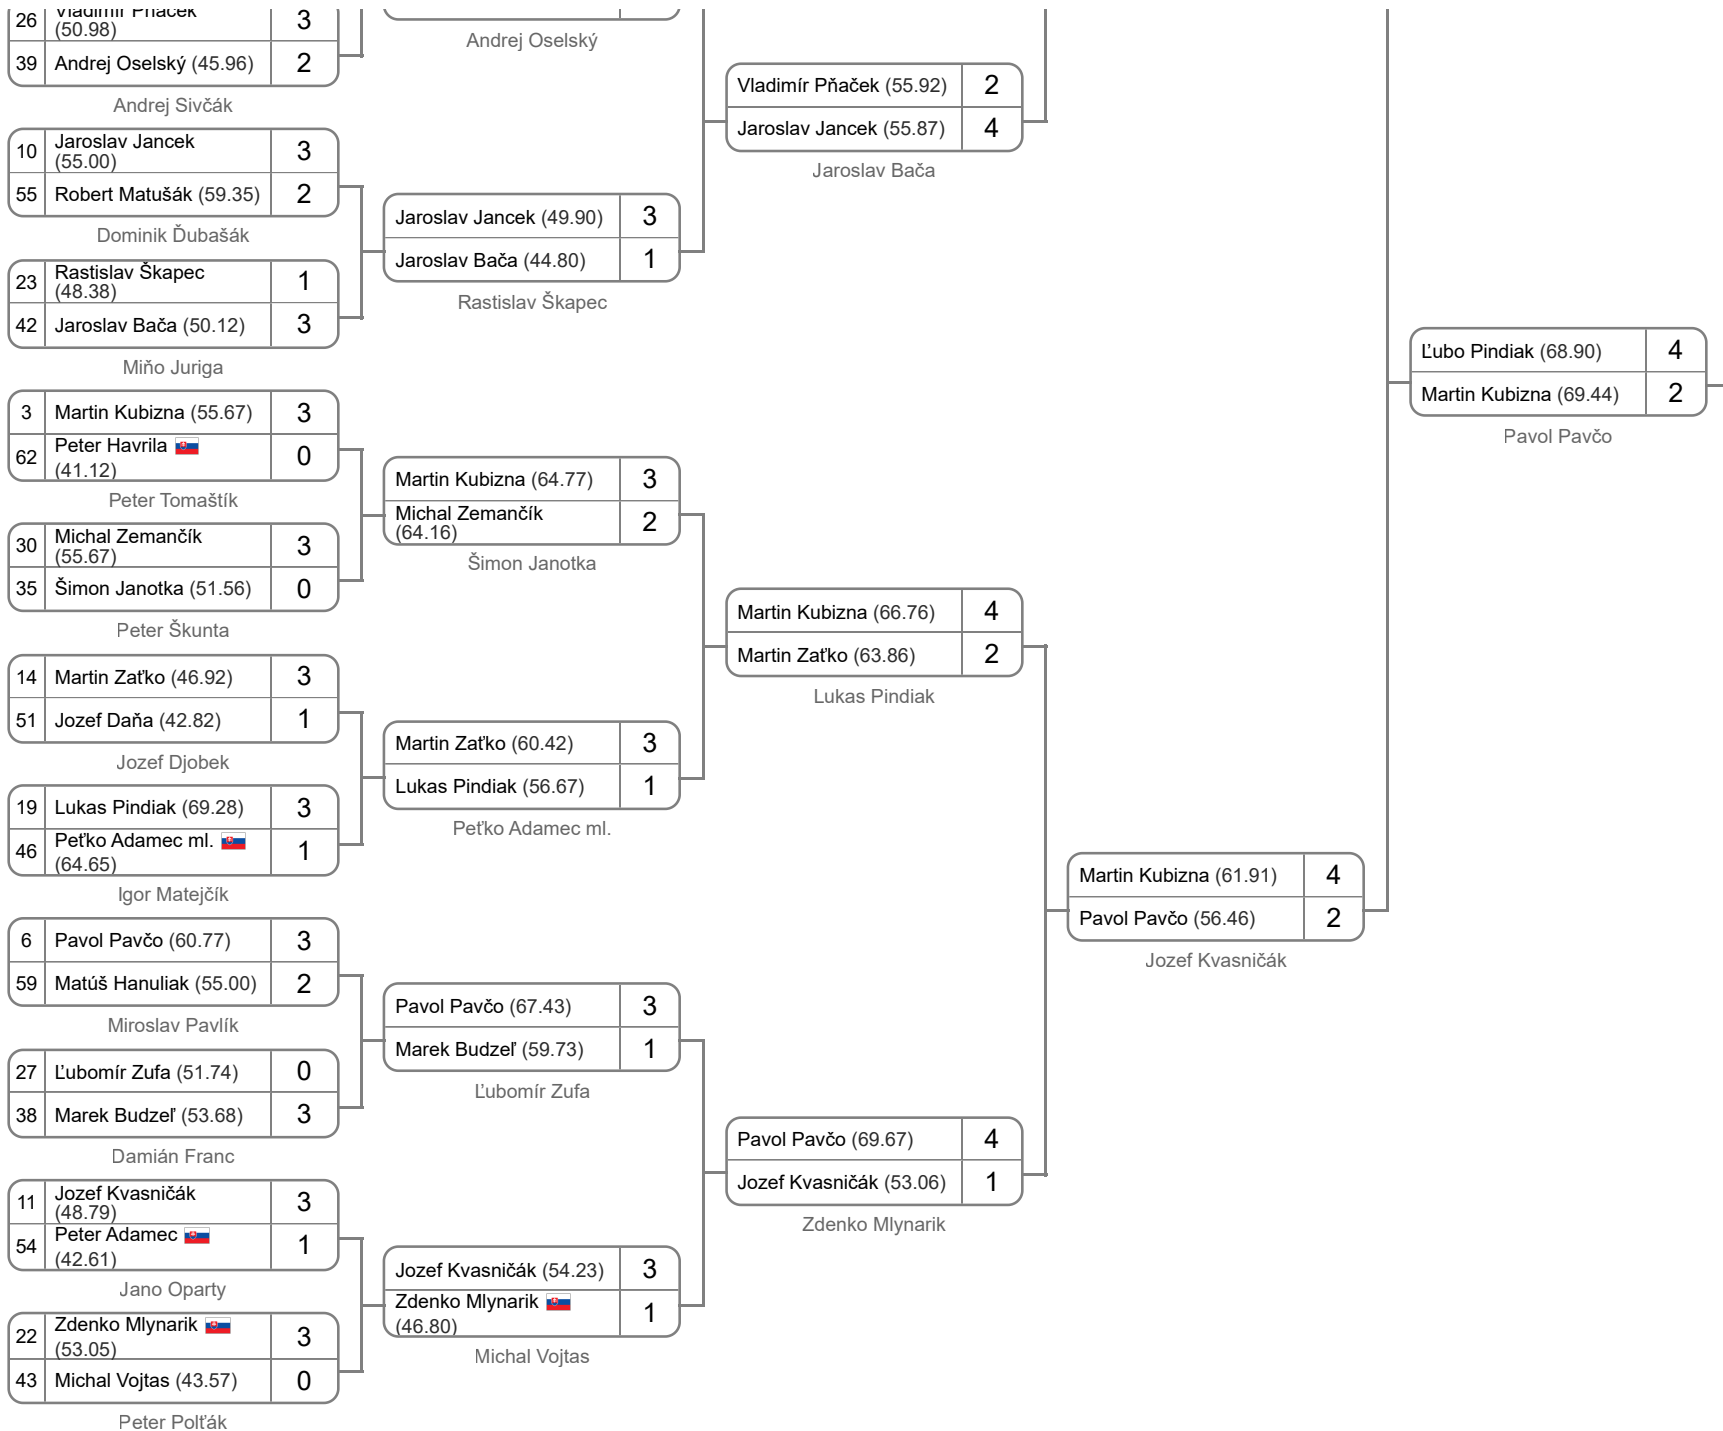 26
Vladimír Pňaček
(50.98)
3
39
Andrej Oselský (45.96)
2
Andrej Sivčák
10
Jaroslav Jancek
(55.00)
3
55
Robert Matušák (59.35)
2
Dominik Ďubašák
23
Rastislav Škapec
(48.38)
1
42
Jaroslav Bača (50.12)
3
Miňo Juriga
3
Martin Kubizna (55.67)
3
62
Peter Havrila
(41.12)
0
Peter Tomaštík
30
Michal Zemančík
(55.67)
3
35
Šimon Janotka (51.56)
0
Peter Škunta
14
Martin Zaťko (46.92)
3
51
Jozef Daňa (42.82)
1
Jozef Djobek
19
Lukas Pindiak (69.28)
3
46
Peťko Adamec ml.
(64.65)
1
Igor Matejčík
6
Pavol Pavčo (60.77)
3
59
Matúš Hanuliak (55.00)
2
Miroslav Pavlík
27
Ľubomír Zufa (51.74)
0
38
Marek Budzeľ (53.68)
3
Damián Franc
11
Jozef Kvasničák
(48.79)
3
54
Peter Adamec
(42.61)
1
Jano Oparty
22
Zdenko Mlynarik
(53.05)
3
43
Michal Vojtas (43.57)
0
Peter Polťák
Andrej Oselský
Jaroslav Jancek (49.90)
3
Jaroslav Bača (44.80)
1
Rastislav Škapec
Martin Kubizna (64.77)
3
Michal Zemančík
(64.16)
2
Šimon Janotka
Martin Zaťko (60.42)
3
Lukas Pindiak (56.67)
1
Peťko Adamec ml.
Pavol Pavčo (67.43)
3
Marek Budzeľ (59.73)
1
Ľubomír Zufa
Jozef Kvasničák (54.23)
3
Zdenko Mlynarik
(46.80)
1
Michal Vojtas
Vladimír Pňaček (55.92)
2
Jaroslav Jancek (55.87)
4
Jaroslav Bača
Martin Kubizna (66.76)
4
Martin Zaťko (63.86)
2
Lukas Pindiak
Pavol Pavčo (69.67)
4
Jozef Kvasničák (53.06)
1
Zdenko Mlynarik
Martin Kubizna (61.91)
4
Pavol Pavčo (56.46)
2
Jozef Kvasničák
Ľubo Pindiak (68.90)
4
Martin Kubizna (69.44)
2
Pavol Pavčo